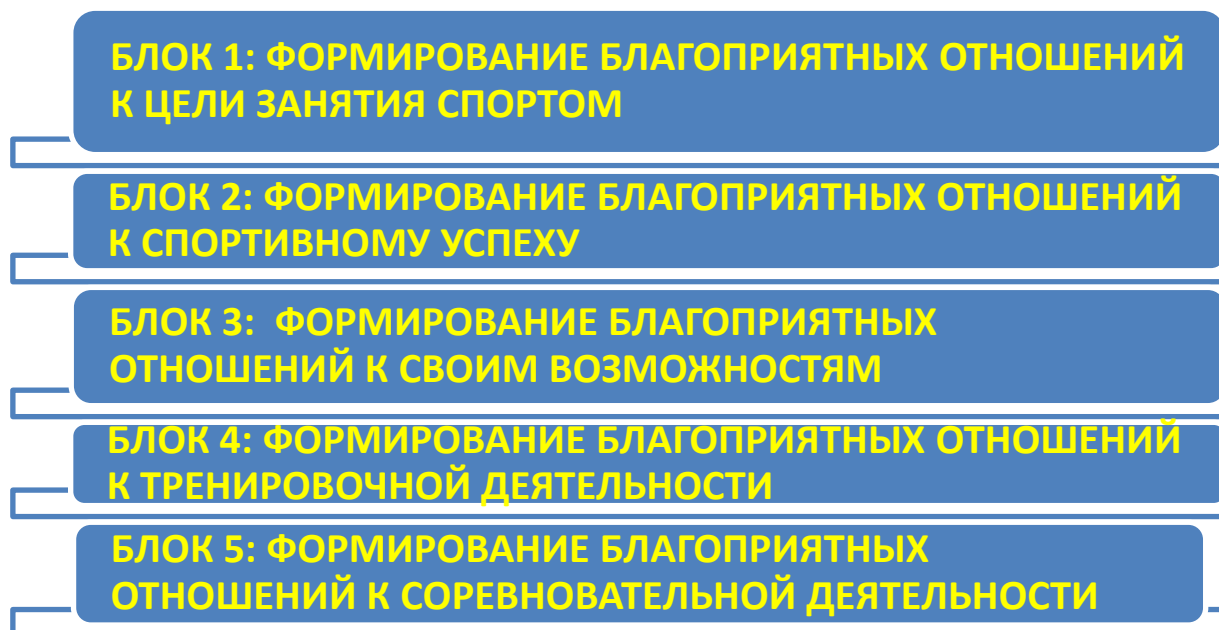 БЛОК 1: ФОРМИРОВАНИЕ БЛАГОПРИЯТНЫХ ОТНОШЕНИЙ
К ЦЕЛИ ЗАНЯТИЯ СПОРТОМ
БЛОК 2: ФОРМИРОВАНИЕ БЛАГОПРИЯТНЫХ ОТНОШЕНИЙ
К СПОРТИВНОМУ УСПЕХУ
БЛОК 3: ФОРМИРОВАНИЕ БЛАГОПРИЯТНЫХ
ОТНОШЕНИЙ К СВОИМ ВОЗМОЖНОСТЯМ
БЛОК 4: ФОРМИРОВАНИЕ БЛАГОПРИЯТНЫХ ОТНОШЕНИЙ
К ТРЕНИРОВОЧНОЙ ДЕЯТЕЛЬНОСТИ
БЛОК 5: ФОРМИРОВАНИЕ БЛАГОПРИЯТНЫХ
ОТНОШЕНИЙ К СОРЕВНОВАТЕЛЬНОЙ ДЕЯТЕЛЬНОСТИ